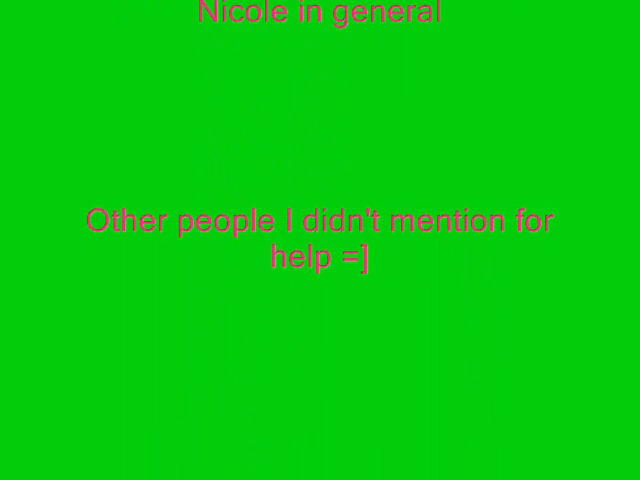 Nicole in general
Other people I didn't mention for
help =]